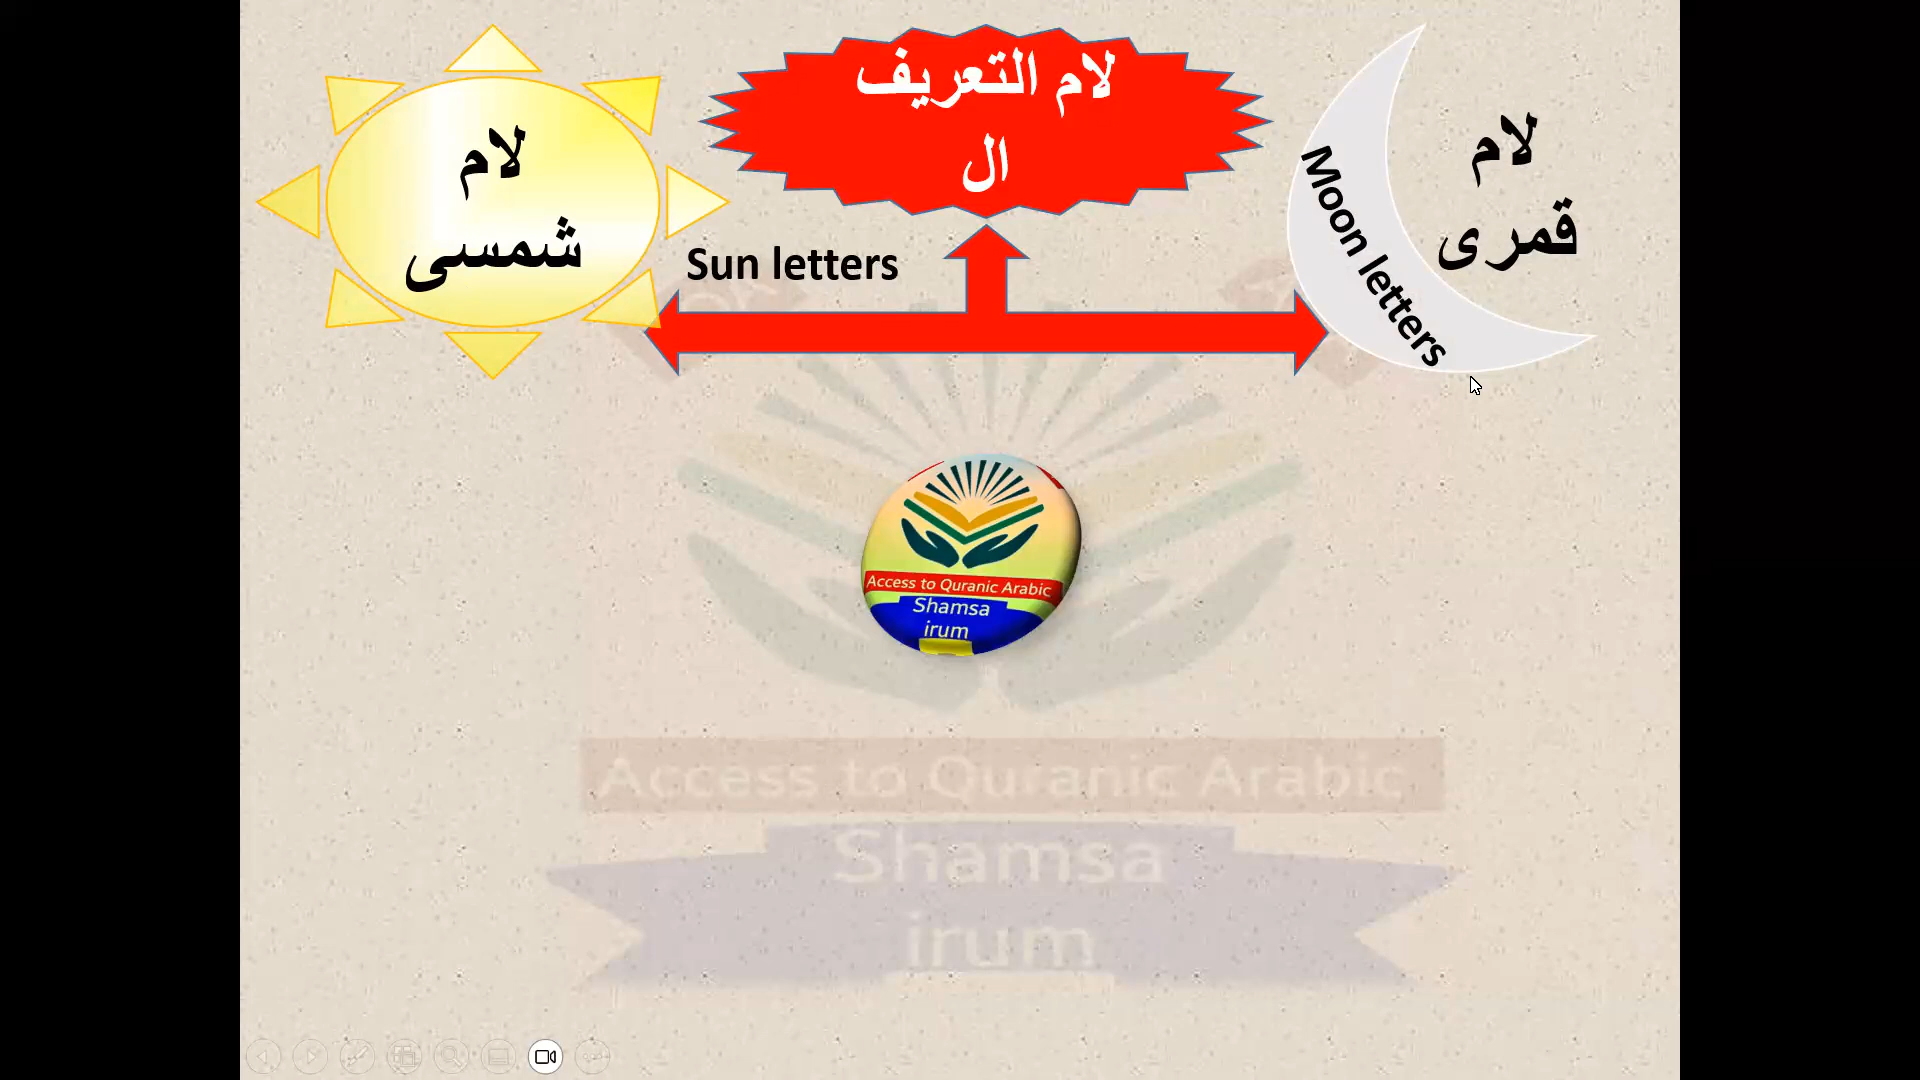 لام التعريف
ال
لام
شمسی
Sun letters
لام
قمری
Moon letters
Access to Quranic Arabic
Shamsa
irum
Access to Quranic Arabic
Shamsa
irum